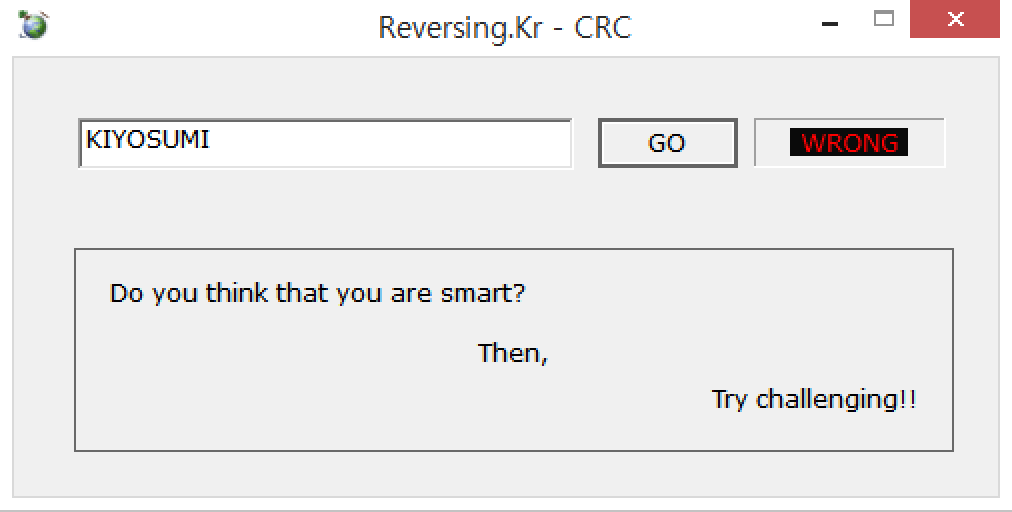 Reversing.Kr - CRC
KIYOSUMI
GO
WRONG
Do you think that you are smart?
Then,
Try challenging!!